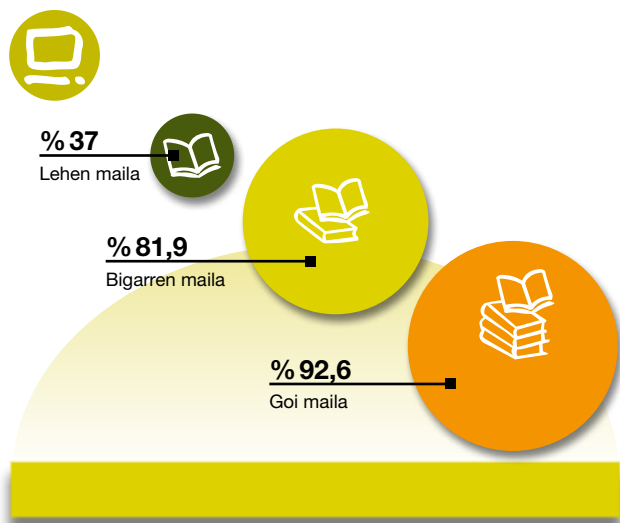 % 37
Lehen maila
% 81,9
Bigarren maila
% 92,6
Goi maila